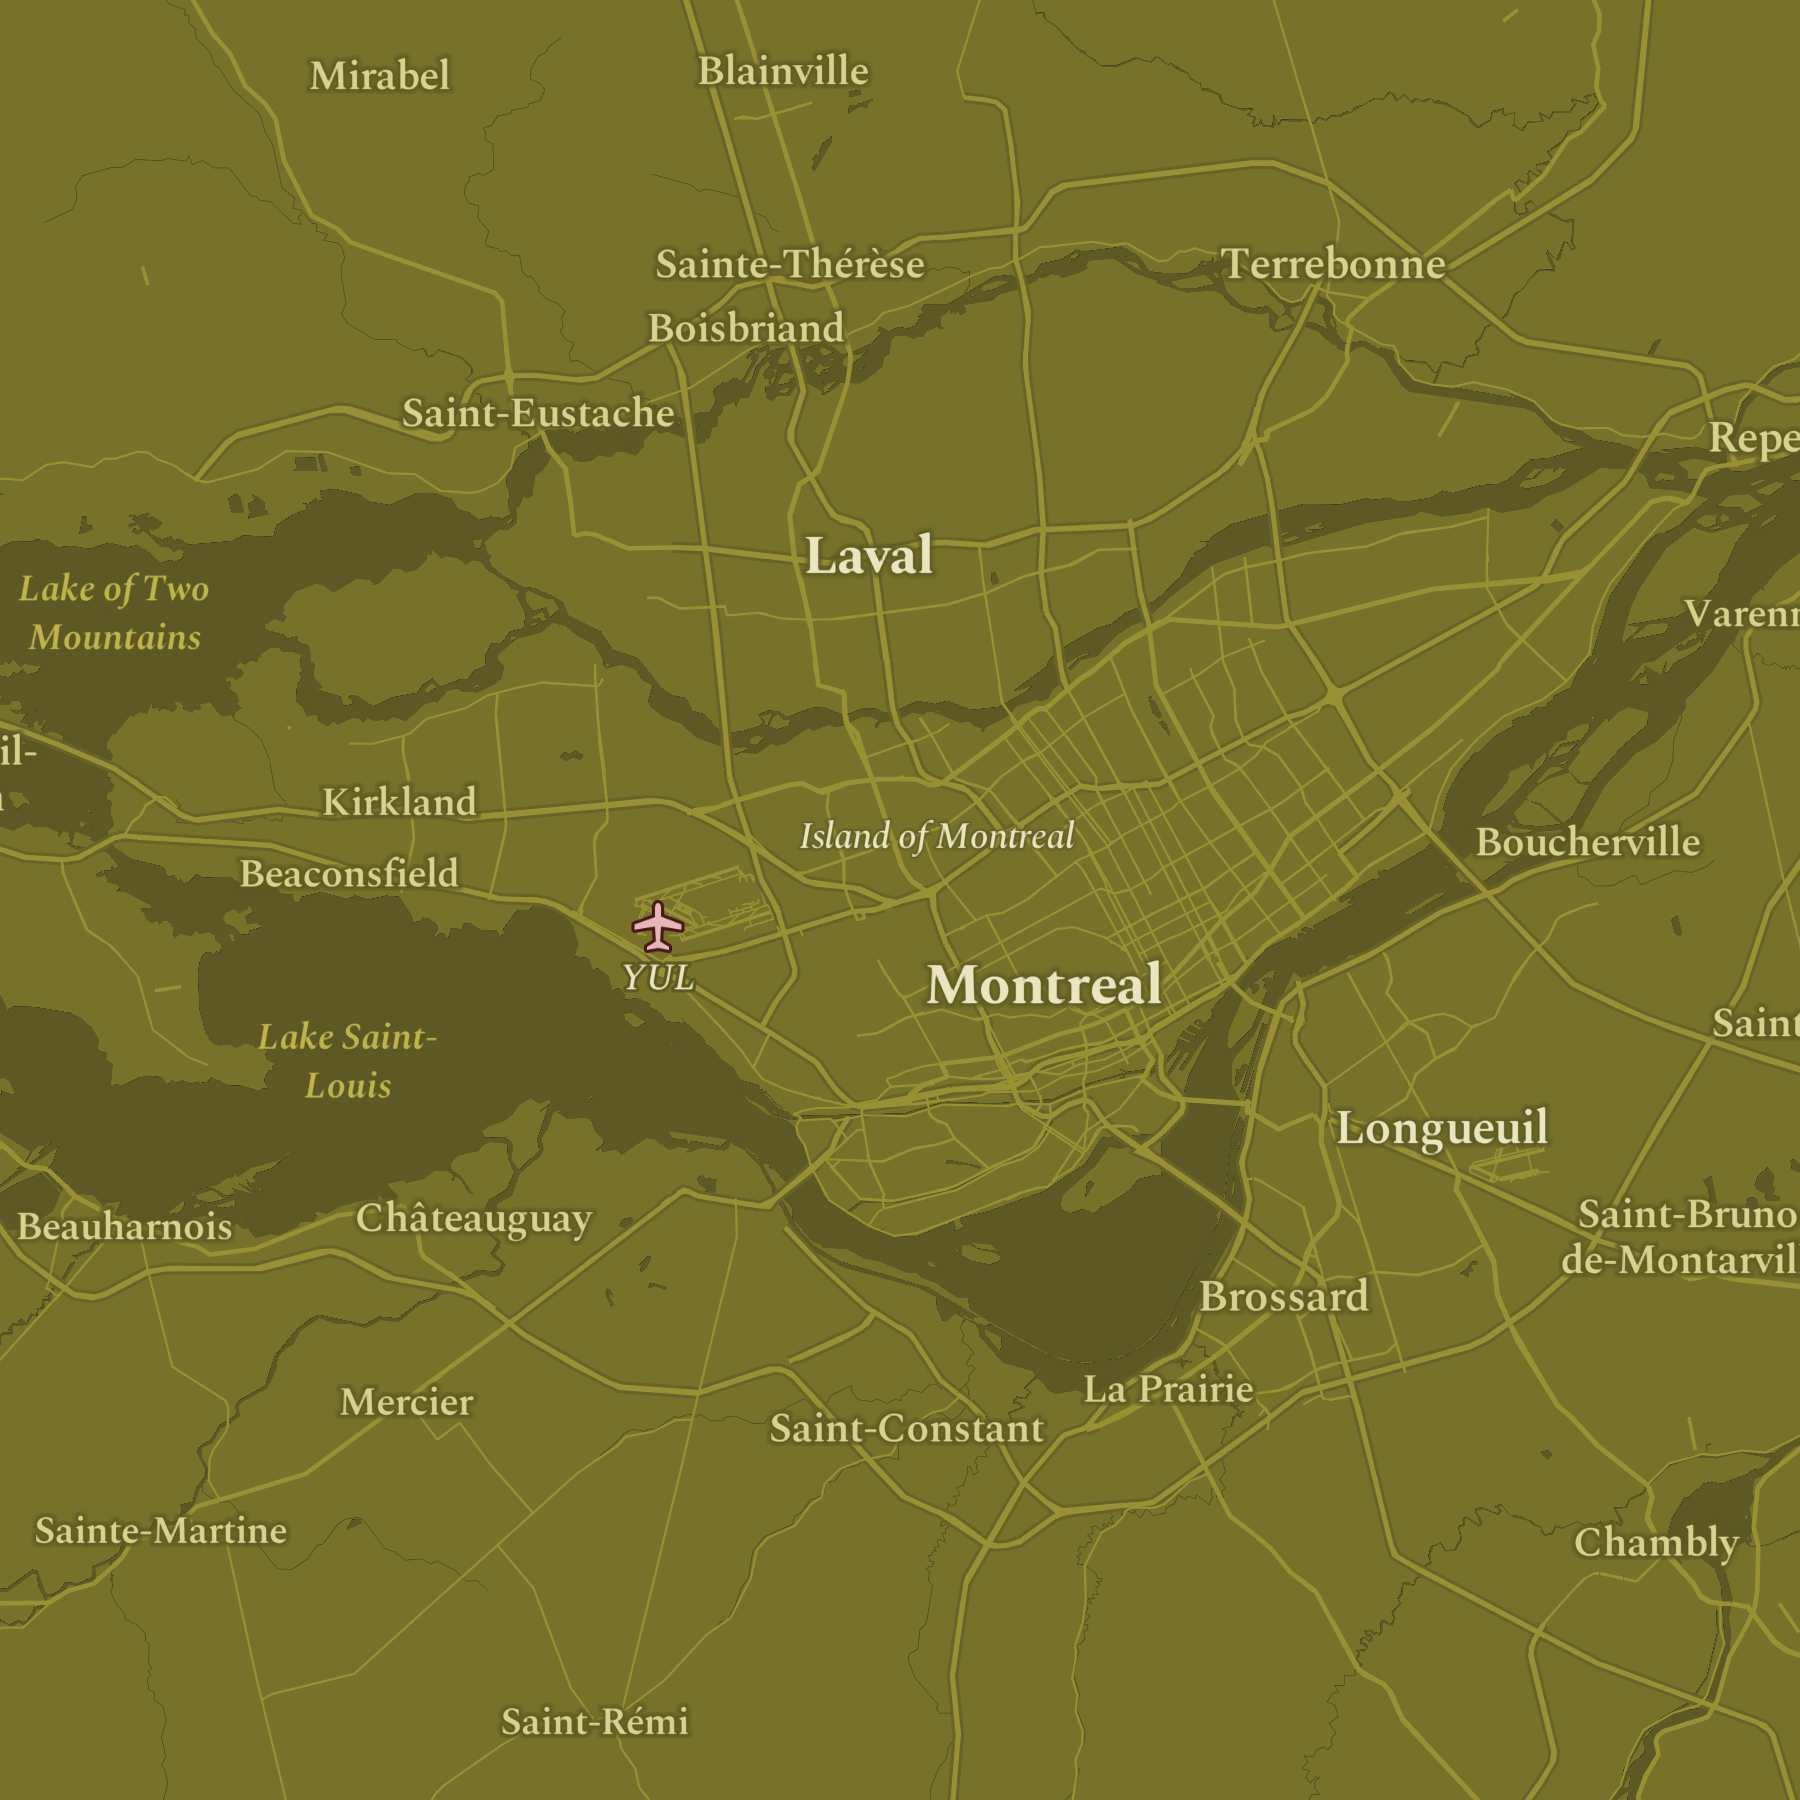 Mirabel
Blainville
Sainte-Thérèse
Terrebonne
Boisbriand
Saint-Eustache
Repe
Laval
Lake of Two
Mountains
Varenn
il-
Kirkland
Island of Montreal
Boucherville
Beaconsfield
YUL
Montreal
Saint
Lake Saint-
Louis
Longueuil
Beauharnois
Châteauguay
Saint-Bruno
de-Montarvil
Brossard
La Prairie
Mercier
Saint-Constant
Sainte-Martine
Chambly
Saint-Rémi